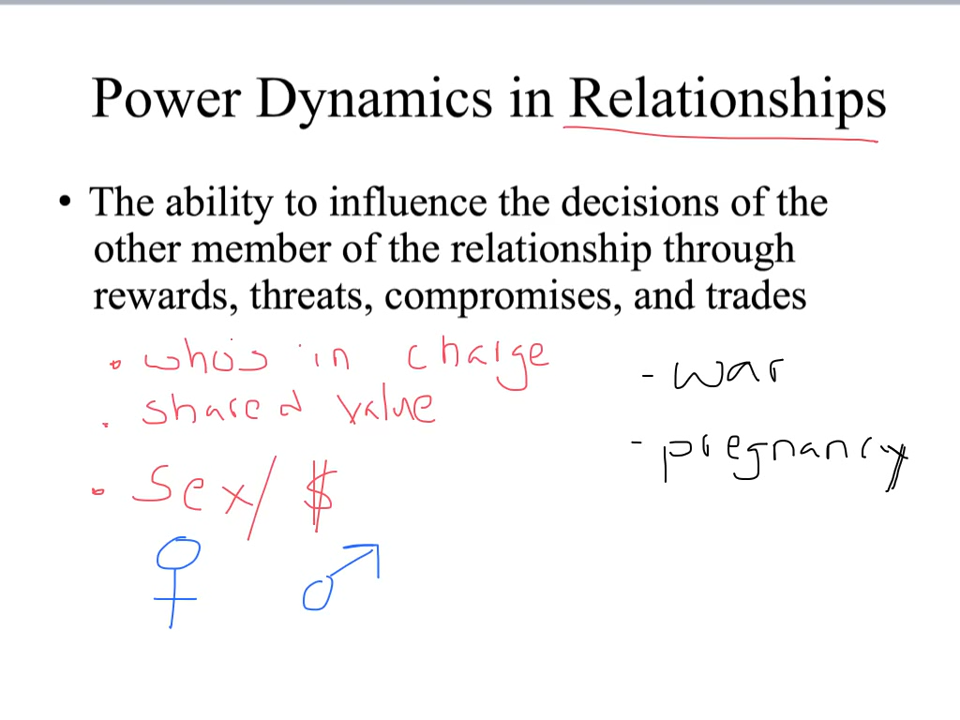 Power Dynamics in Relationships
• The ability to influence the decisions of the
other member of the relationship through
rewards, threats, compromises, and trades
• who's in charge
• shared value
• Sex/ $
♀ ♂
- war
- pregnancy